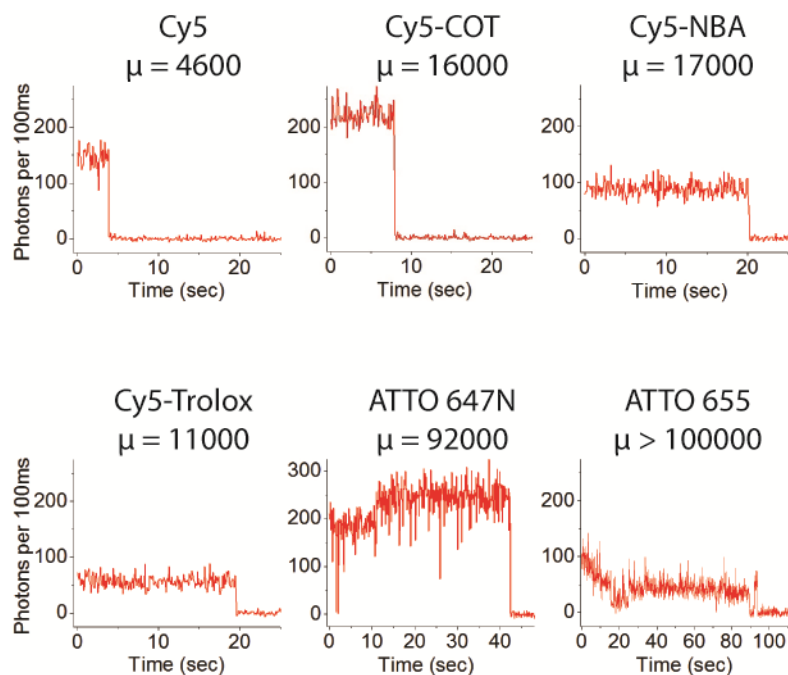 Cy5
μ = 4600
Cy5-COT
μ = 16000
Cy5-NBA
μ = 17000
Photons per 100ms
200
100
0
0 10 20
Time (sec)
200
100
0
0 10 20
Time (sec)
200
100
0
0 10 20
Time (sec)
Cy5-Trolox
μ = 11000
ATTO 647N
μ = 92000
ATTO 655
μ > 100000
Photons per 100ms
200
100
0
0 10 20
Time (sec)
300
200
100
0
0 10 20 30 40
Time (sec)
200
100
0
0 20 40 60 80 100
Time (sec)